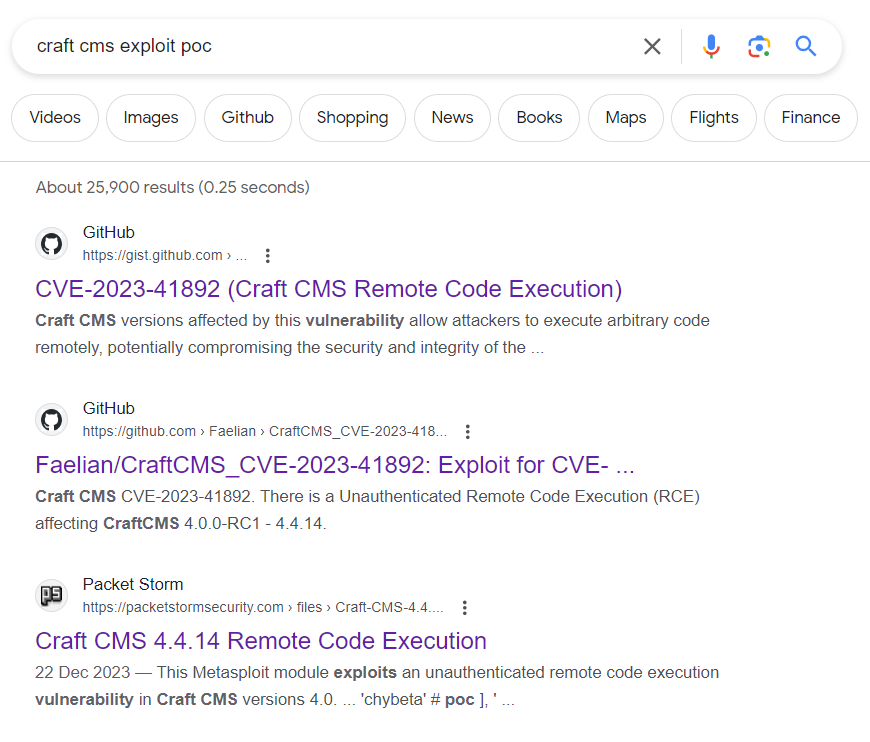 craft cms exploit poc
Videos Images Github Shopping News Books Maps Flights Finance
About 25,900 results (0.25 seconds)
GitHub
https://gist.github.com › ...
CVE-2023-41892 (Craft CMS Remote Code Execution)
Craft CMS versions affected by this vulnerability allow attackers to execute arbitrary code
remotely, potentially compromising the security and integrity of the ...
GitHub
https://github.com › Faelian › CraftCMS_CVE-2023-418...
Faelian/CraftCMS_CVE-2023-41892: Exploit for CVE- ...
Craft CMS CVE-2023-41892. There is a Unauthenticated Remote Code Execution (RCE)
affecting CraftCMS 4.0.0-RC1 - 4.4.14.
ps
Packet Storm
https://packetstormsecurity.com › files › Craft-CMS-4.4....
Craft CMS 4.4.14 Remote Code Execution
22 Dec 2023 — This Metasploit module exploits an unauthenticated remote code execution
vulnerability in Craft CMS versions 4.0. ... 'chybeta' # poc ], ' ...